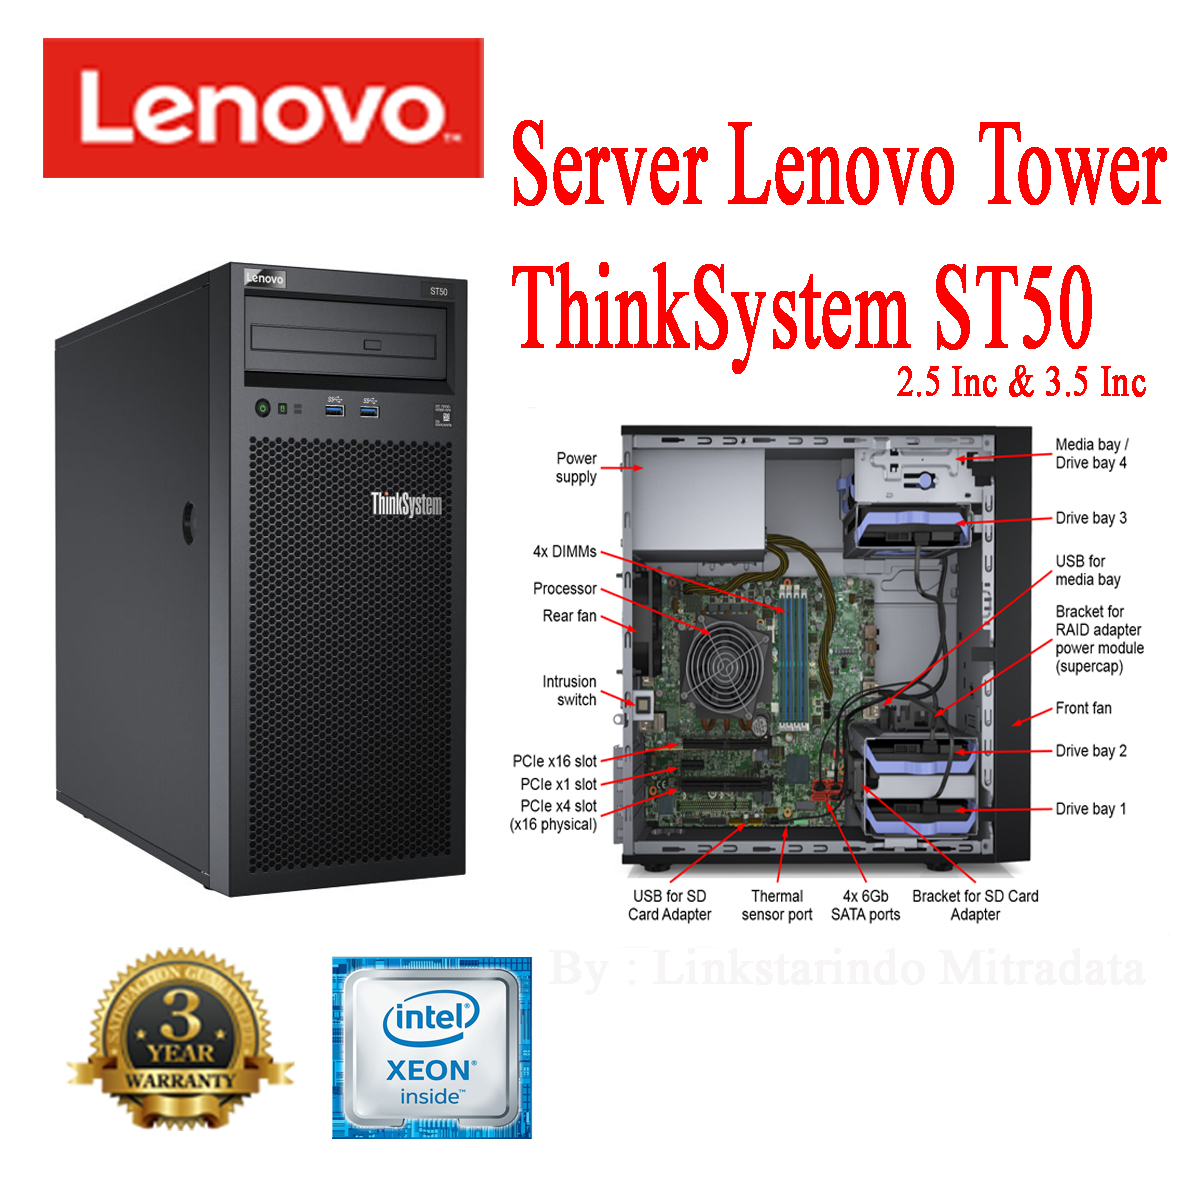 Lenovo™
Server Lenovo Tower
ThinkSystem ST50
2.5 Inc & 3.5 Inc
Lenovo
ST50
ThinkSystem
Power
supply
4x DIMMs
Processor
Rear fan
Intrusion
switch
PCIe x16 slot
PCIe x1 slot
PCIe x4 slot
(x16 physical)
Media bay /
Drive bay 4
Drive bay 3
USB for
media bay
Bracket for
RAID adapter
power module
(supercap)
Front fan
Drive bay 2
Drive bay 1
USB for SD
Card Adapter
Thermal
sensor port
4x 6Gb
SATA ports
Bracket for SD Card
Adapter
By : Linkstarindo Mitradata
SATISFACTION GUARANTEED
3
YEAR
WARRANTY
intel®
XEON®
inside™